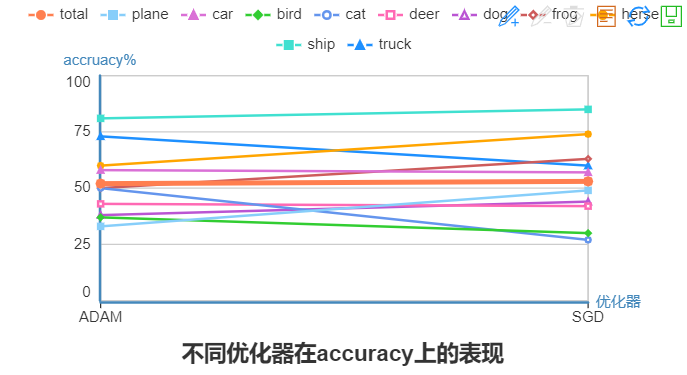 total plane car bird cat deer dog frog herse
ship truck
accruacy%
100
75
50
25
0
优化器
ADAM SGD
不同优化器在accuracy上的表现